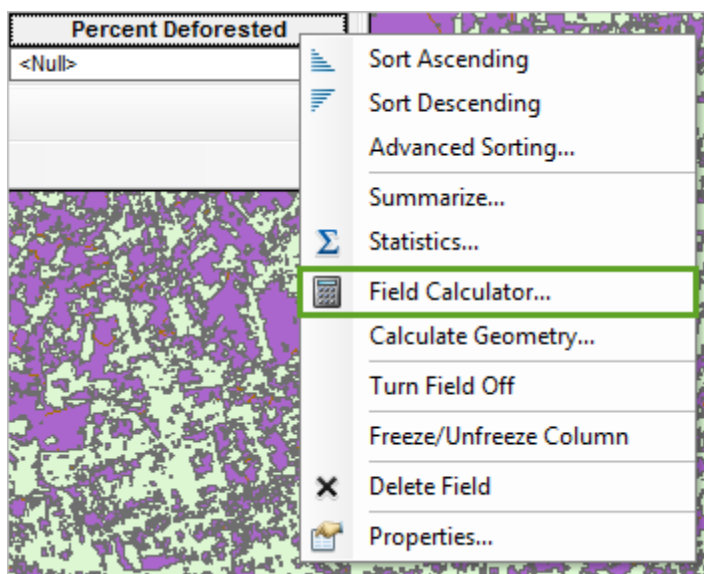 Percent Deforested
<Null>
Sort Ascending
Sort Descending
Advanced Sorting...
Summarize...
Statistics...
Field Calculator...
Calculate Geometry...
Turn Field Off
Freeze/Unfreeze Column
Delete Field
Properties...